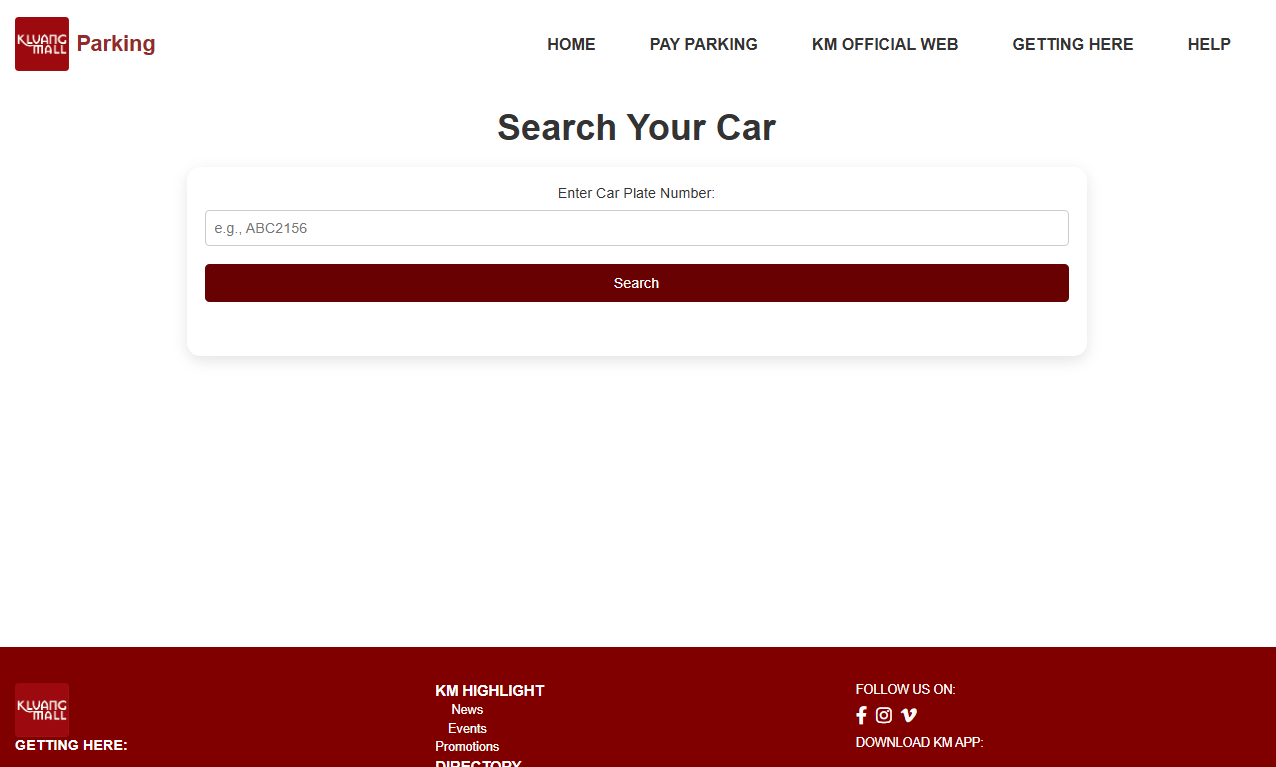 KLUANG MALL Parking
HOME PAY PARKING KM OFFICIAL WEB GETTING HERE HELP
Search Your Car
Enter Car Plate Number:
e.g., ABC2156
Search
KLUANG MALL
GETTING HERE:
KM HIGHLIGHT
News
Events
Promotions
DIRECTORY
FOLLOW US ON:
DOWNLOAD KM APP: